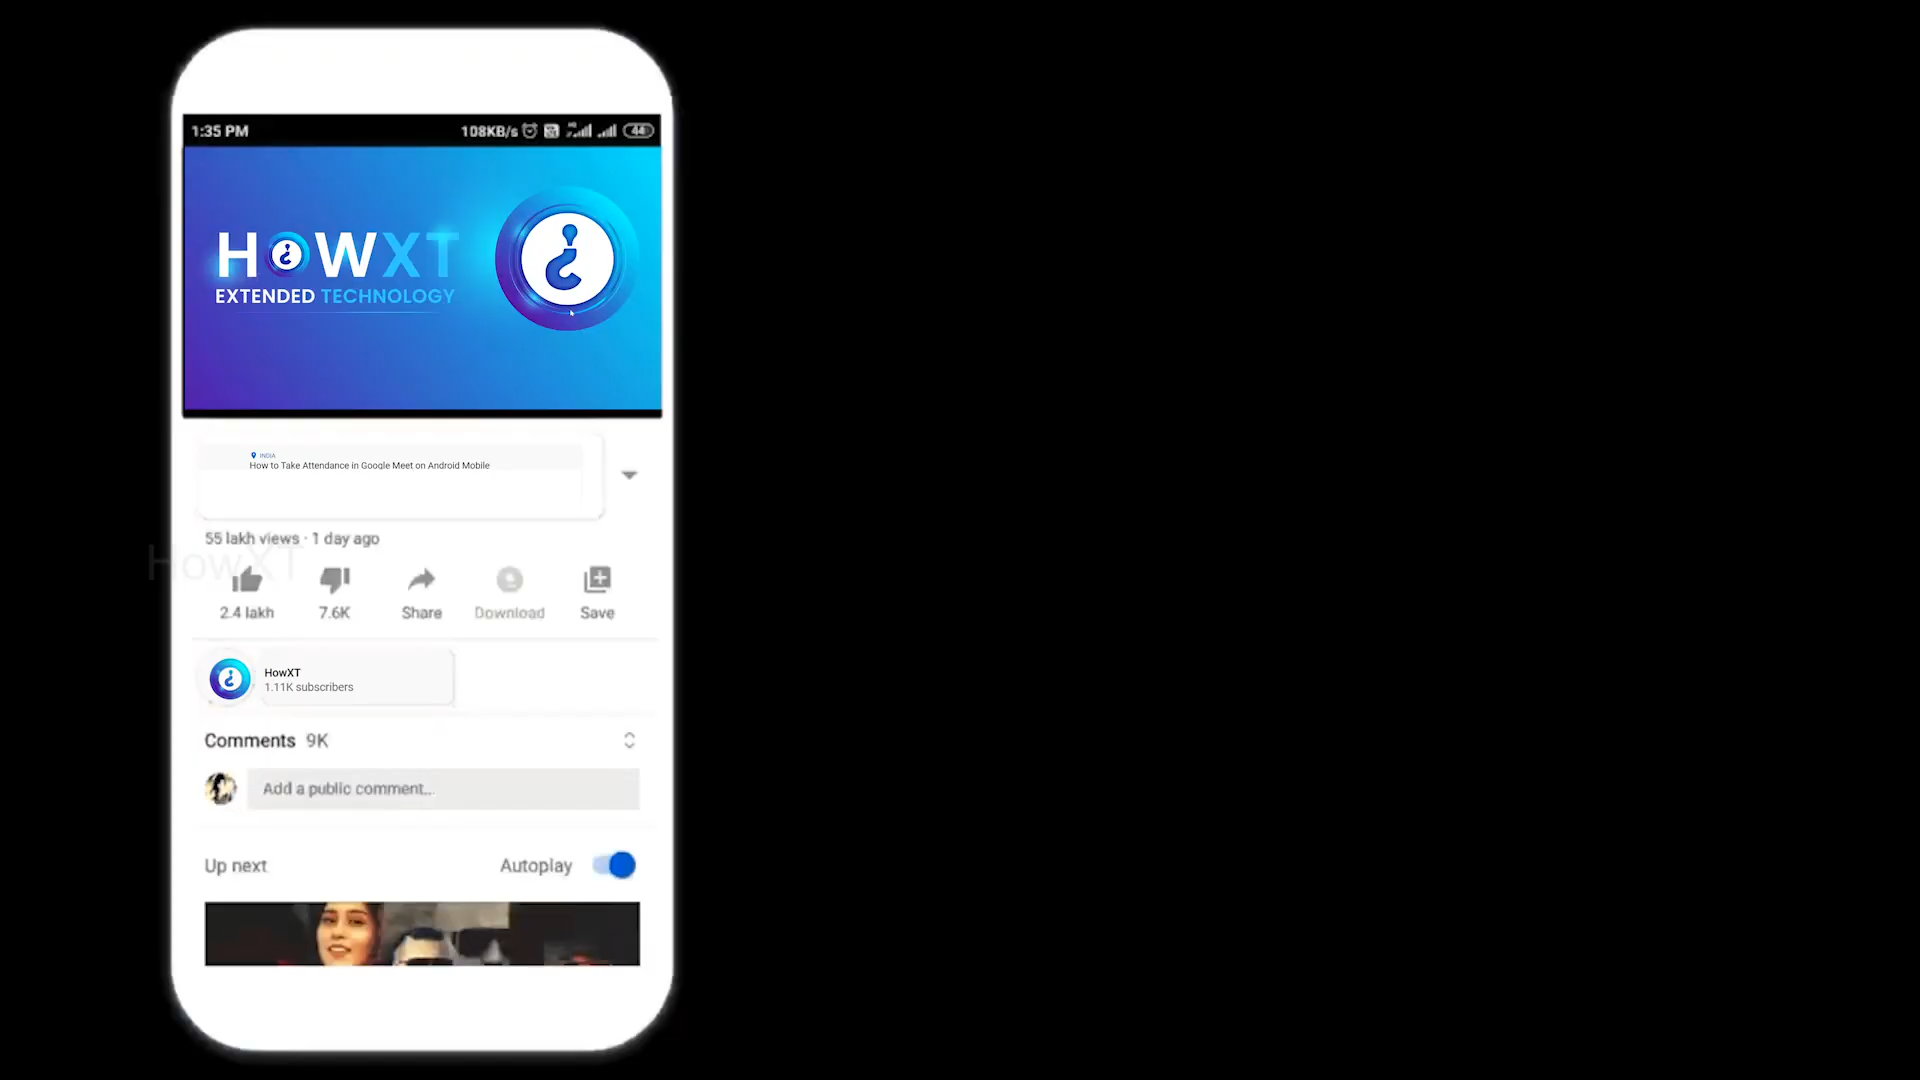 1:35 PM 108KB/s 44
HOWXT
EXTENDED TECHNOLOGY
INDIA
How to Take Attendance in Google Meet on Android Mobile
55 lakh views · 1 day ago
HowXT
2.4 lakh 7.6K Share Download Save
HowXT
1.11K subscribers
Comments 9K
Add a public comment...
Up next Autoplay